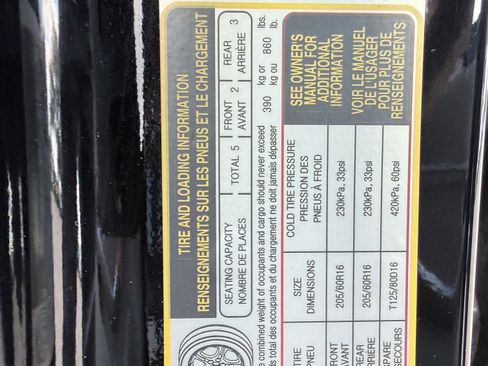 TIRE AND LOADING INFORMATION
RENSEIGNEMENTS SUR LES PNEUS ET LE CHARGEMENT
SEATING CAPACITY
NOMBRE DE PLACES
TOTAL 5
FRONT 2
AVANT
REAR 3
ARRIÈRE
e combined weight of occupants and cargo should never exceed 390 kg or 860 lbs.
ds total des occupants et du chargement ne doit jamais dépasser kg ou lb.
TIRE
PNEU
SIZE
DIMENSIONS
COLD TIRE PRESSURE
PRESSION DES
PNEUS À FROID
SEE OWNER'S
MANUAL FOR
ADDITIONAL
INFORMATION
VOIR LE MANUEL
DE L'USAGER
POUR PLUS DE
RENSEIGNEMENTS
FRONT
AVANT
205/60R16
230kPa, 33psi
REAR
RRIÈRE
205/60R16
230kPa, 33psi
SPARE
SECOURS
T125/80D16
420kPa, 60psi